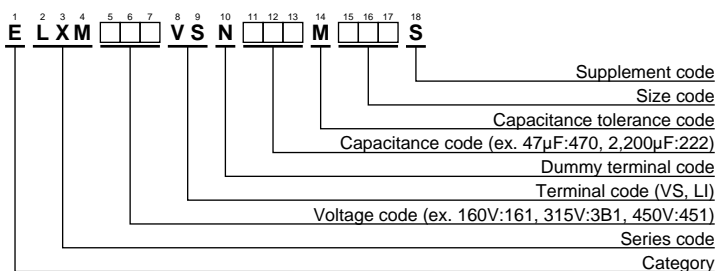 1 2 3 4 5 6 7 8 9 10 11 12 13 14 15 16 17 18
E L X M □□□ V S N □□□ M □□□ S
Supplement code
Size code
Capacitance tolerance code
Capacitance code (ex. 47μF:470, 2,200μF:222)
Dummy terminal code
Terminal code (VS, LI)
Voltage code (ex. 160V:161, 315V:3B1, 450V:451)
Series code
Category